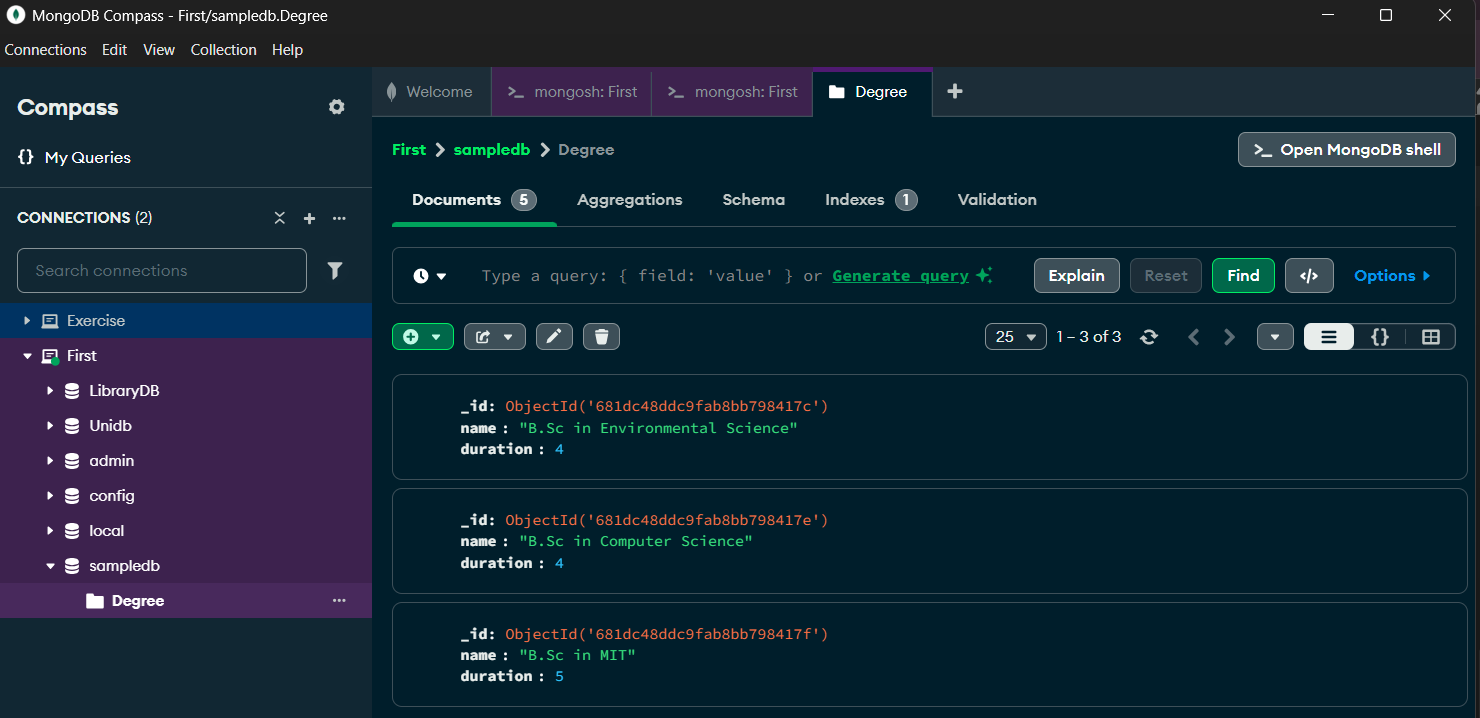 MongoDB Compass - First/sampledb.Degree
Connections Edit View Collection Help
Compass
{} My Queries
CONNECTIONS (2)
Search connections
Exercise
First
LibraryDB
Unidb
admin
config
local
sampledb
Degree
Welcome >_ mongosh: First >_ mongosh: First Degree +
First > sampledb > Degree
>_ Open MongoDB shell
Documents 5 Aggregations Schema Indexes 1 Validation
Type a query: { field: 'value' } or Generate query
Explain Reset Find </> Options
25 1 – 3 of 3 {}
_id: ObjectId('681dc48ddc9fab8bb798417c')
name : "B.Sc in Environmental Science"
duration : 4
_id: ObjectId('681dc48ddc9fab8bb798417e')
name : "B.Sc in Computer Science"
duration : 4
_id: ObjectId('681dc48ddc9fab8bb798417f')
name : "B.Sc in MIT"
duration : 5